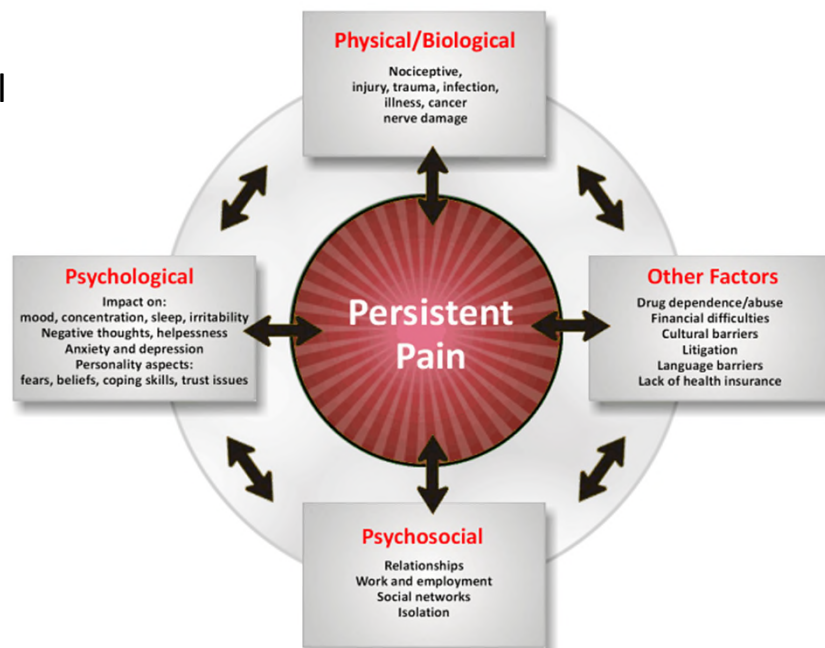 Physical/Biological
Nociceptive,
injury, trauma, infection,
illness, cancer
nerve damage
Psychological
Impact on:
mood, concentration, sleep, irritability
Negative thoughts, helpessness
Anxiety and depression
Personality aspects:
fears, beliefs, coping skills, trust issues
Persistent
Pain
Other Factors
Drug dependence/abuse
Financial difficulties
Cultural barriers
Litigation
Language barriers
Lack of health insurance
Psychosocial
Relationships
Work and employment
Social networks
Isolation